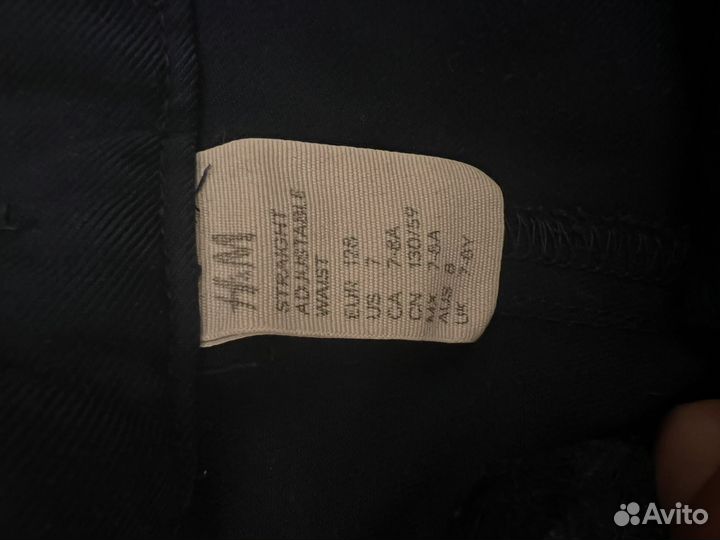 H&M
STRAIGHT
ADJUSTABLE
WAIST
EUR 128
US 7
CA 7-8A
CN 130/59
MX 7-8A
AUS 8
UK 7-8Y
Avito